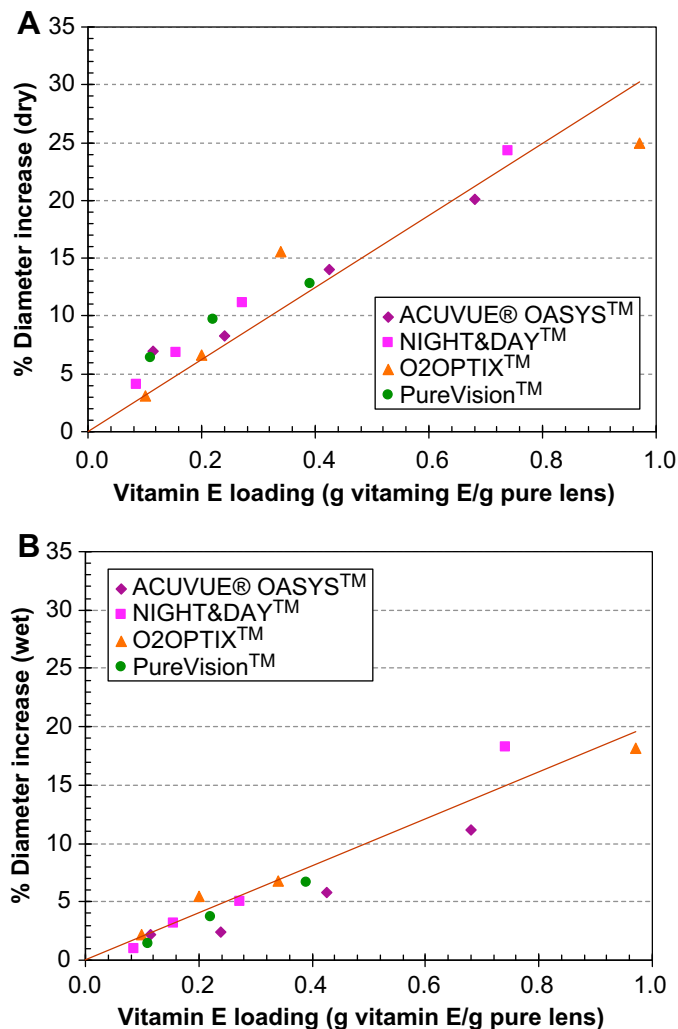 A
% Diameter increase (dry)
35
30
25
20
15
10
5
0
0.0 0.2 0.4 0.6 0.8 1.0
ACUVUE® OASYS™
NIGHT&DAY™
O2OPTIX™
PureVision™
Vitamin E loading (g vitaming E/g pure lens)
B
% Diameter increase (wet)
35
30
25
20
15
10
5
0
0.0 0.2 0.4 0.6 0.8 1.0
ACUVUE® OASYS™
NIGHT&DAY™
O2OPTIX™
PureVision™
Vitamin E loading (g vitamin E/g pure lens)